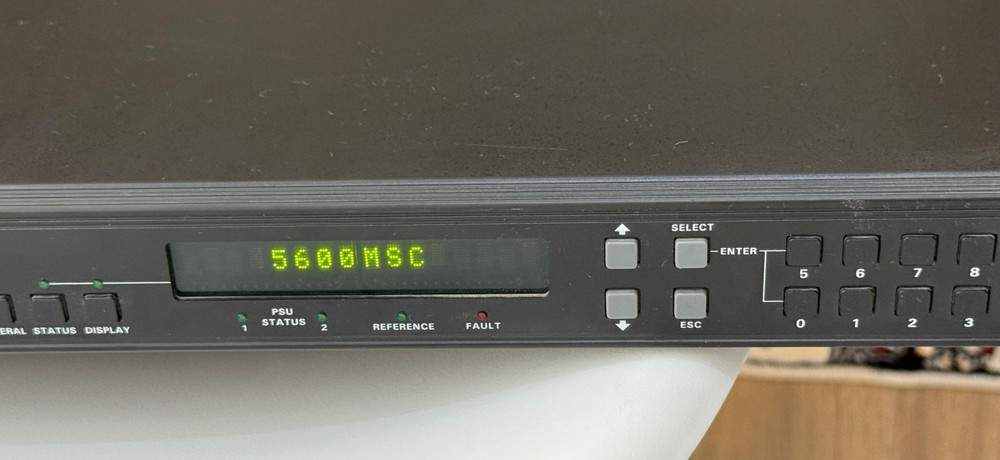 5600MSC
SELECT
ENTER
5 6 7 8
ERAL STATUS DISPLAY
1 PSU STATUS 2
REFERENCE
FAULT
ESC
0 1 2 3